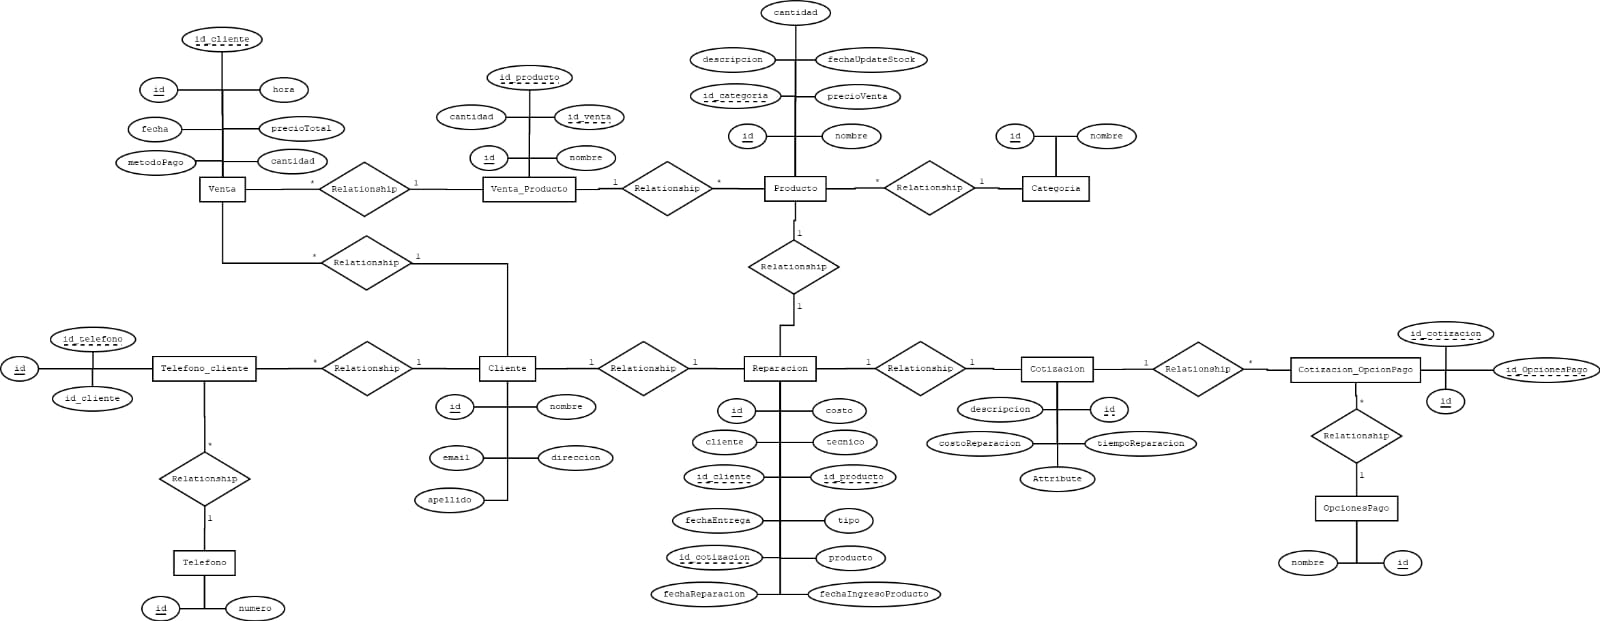 cantidad
id_cliente
descripcion
fechaUpdateStock
id_producto
id
hora
id_categoria
precioVenta
cantidad
id_venta
fecha
precioTotal
id
nombre
id
nombre
metodoPago
cantidad
id
nombre
Venta
*
Relationship
1
Venta_Producto
1
Relationship
*
Producto
*
Relationship
1
Categoria
1
Relationship
1
*
Relationship
1
id_telefono
id
id_cliente
Telefono_cliente
*
Relationship
1
Cliente
1
Relationship
1
Reparacion
1
Relationship
1
Cotizacion
1
Relationship
*
Cotizacion_OpcionPago
id_cotizacion
id_OpcionesPago
id
id
nombre
email
direccion
apellido
id
costo
cliente
tecnico
id_cliente
id_producto
fechaEntrega
tipo
id_cotizacion
producto
fechaReparacion
fechaIngresoProducto
descripcion
id
costoReparacion
tiempoReparacion
Attribute
*
Relationship
1
OpcionesPago
nombre
id
*
Relationship
1
Telefono
id
numero